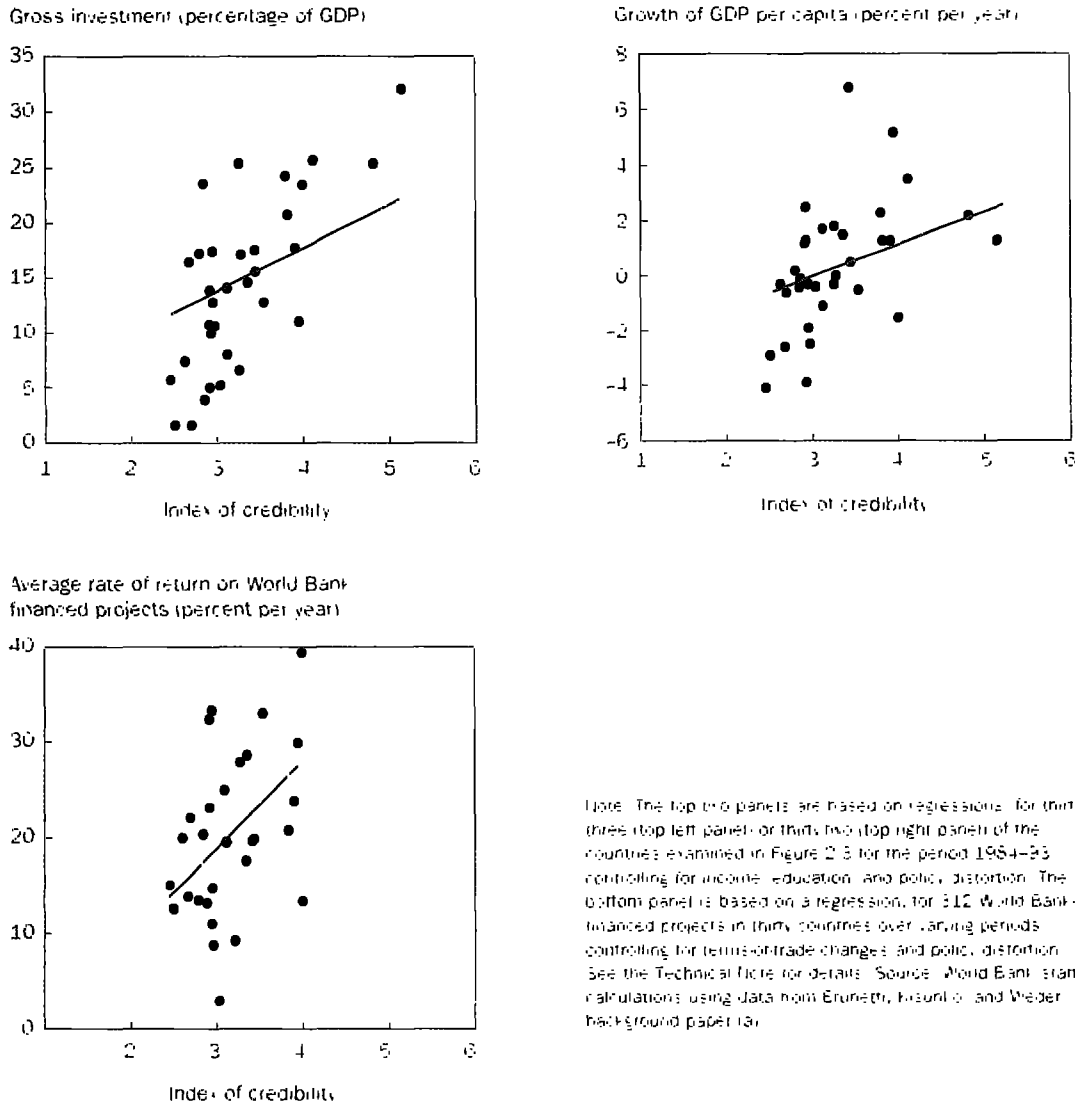 Gross investment (percentage of GDP)
35
30
25
20
15
10
5
0
1 2 3 4 5 6
Index of credibility
Growth of GDP per capita (percent per year)
8
6
4
2
0
-2
-4
-6
1 2 3 4 5 6
Index of credibility
Average rate of return on World Bank
financed projects (percent per year)
40
30
20
10
0
2 3 4 5 6
Index of credibility
Note: The top two panels are based on regressions, for thirty
three (top left panel) or thirty two (top right panel) of the
countries examined in Figure 2.3 for the period 1984–93
controlling for income, education, and policy distortion. The
bottom panel is based on a regression, for 312 World Bank-
financed projects in thirty countries over varying periods
controlling for terms-of-trade changes and policy distortion
See the Technical Note for details. Source: World Bank staff
calculations using data from Brunetti, Kisunko, and Weder
background paper (a)